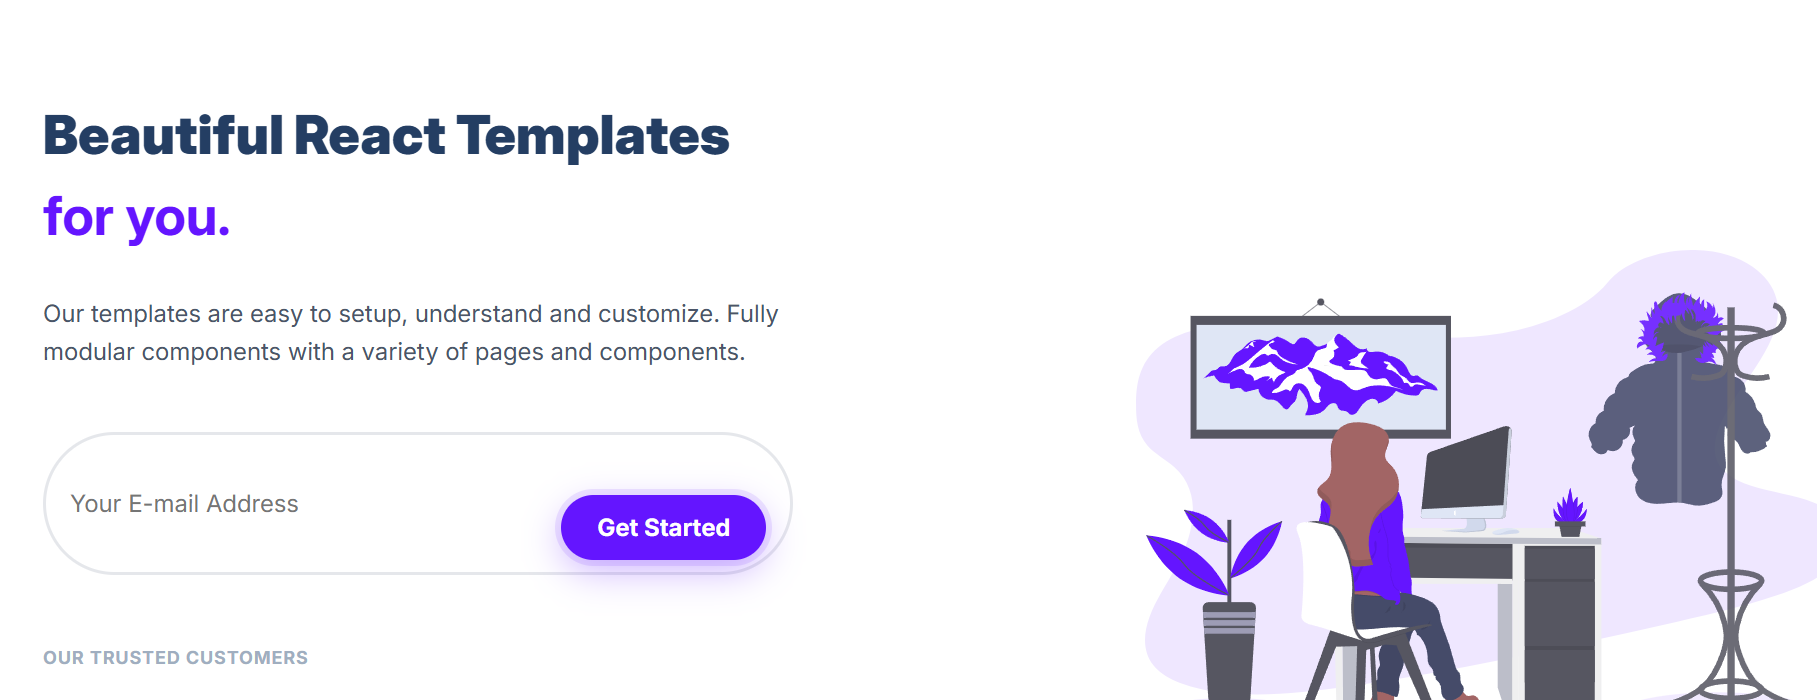 Beautiful React Templates
for you.
Our templates are easy to setup, understand and customize. Fully
modular components with a variety of pages and components.
Your E-mail Address
Get Started
OUR TRUSTED CUSTOMERS